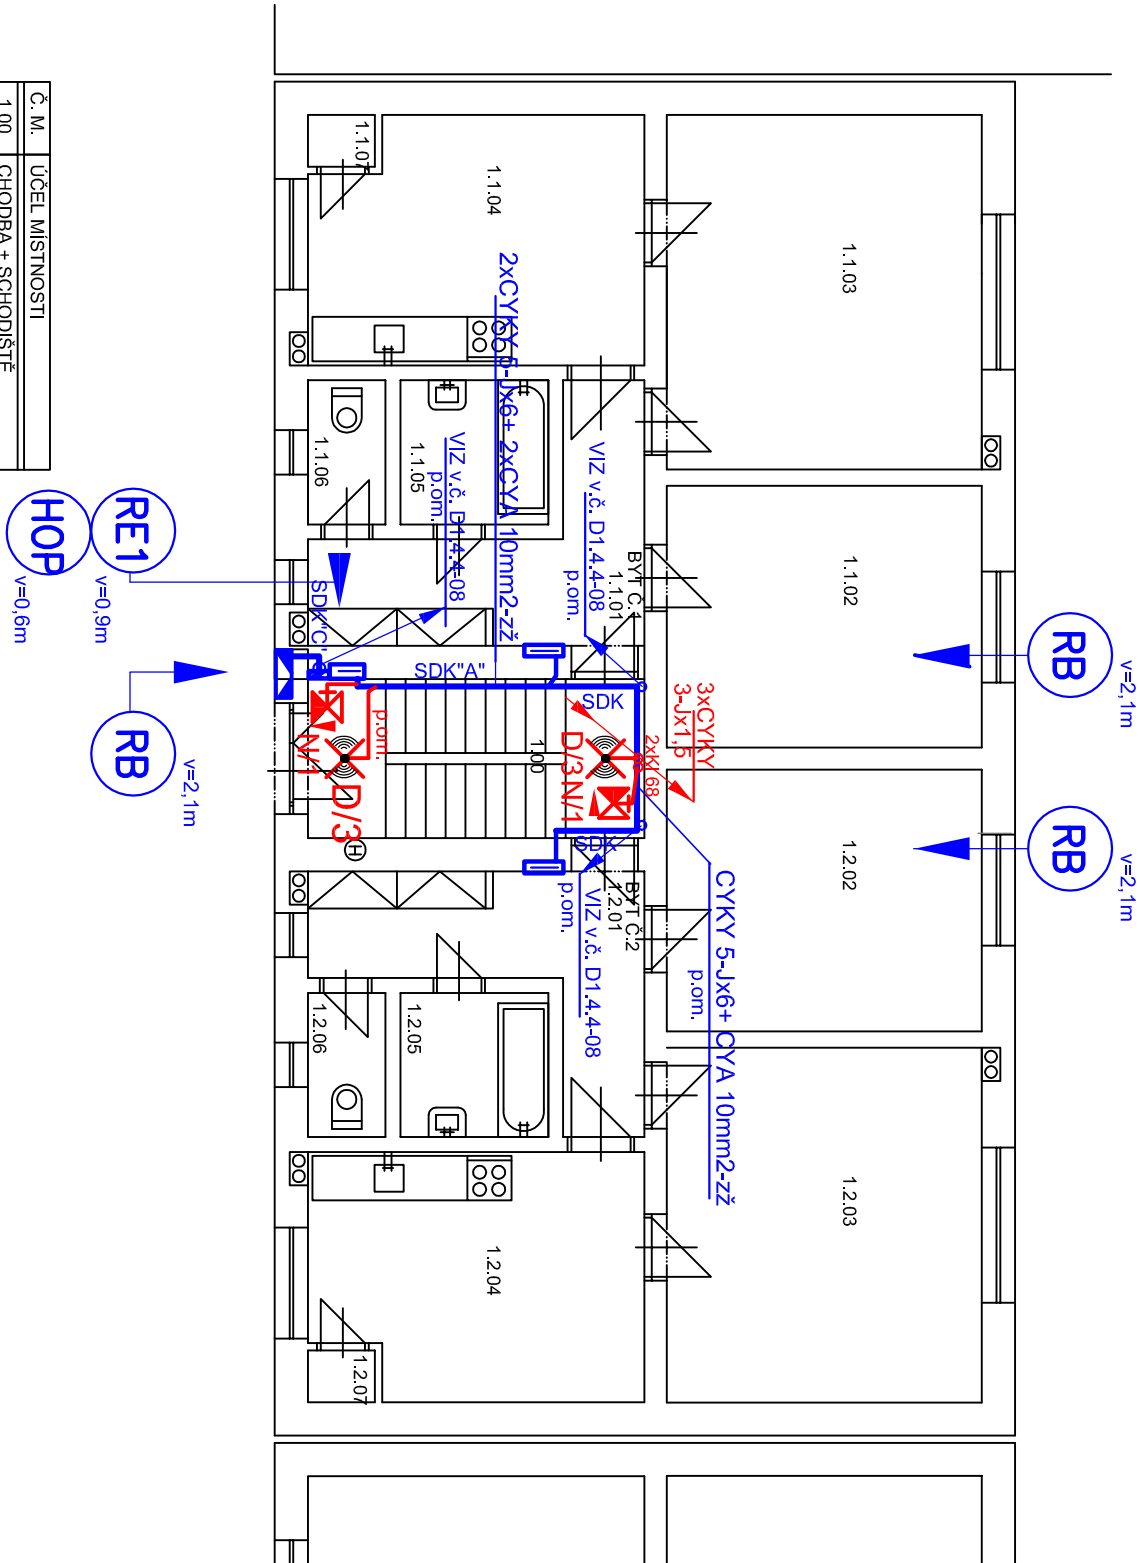 Č. M. ÚČEL MÍSTNOSTI
1.00 CHODBA + SCHODIŠTĚ
RB
v=2,1m
RB
v=2,1m
1.1.03
1.1.02
1.2.02
1.2.03
3xCYKY
3-Jx1,5
2xKI 68
CYKY 5-Jx6+ CYA 10mm2-zž
p.om.
BYT Č.1
1.1.01
VIZ v.č. D1.4.4-08
p.om.
BYT Č.2
1.2.01
VIZ v.č. D1.4.4-08
p.om.
SDK
SDK
D/3
N/1
1.00
2xCYKY 5-Jx6+ 2xCYA 10mm2-zž
1.1.04
1.1.07
VIZ v.č. D1.4.4-08
p.om.
1.1.05
1.1.06
SDK"A"
SDK"C"
p.om.
N/1
D/3
H
1.2.05
1.2.06
1.2.04
1.2.07
RE1
v=0,9m
HOP
v=0,6m
RB
v=2,1m